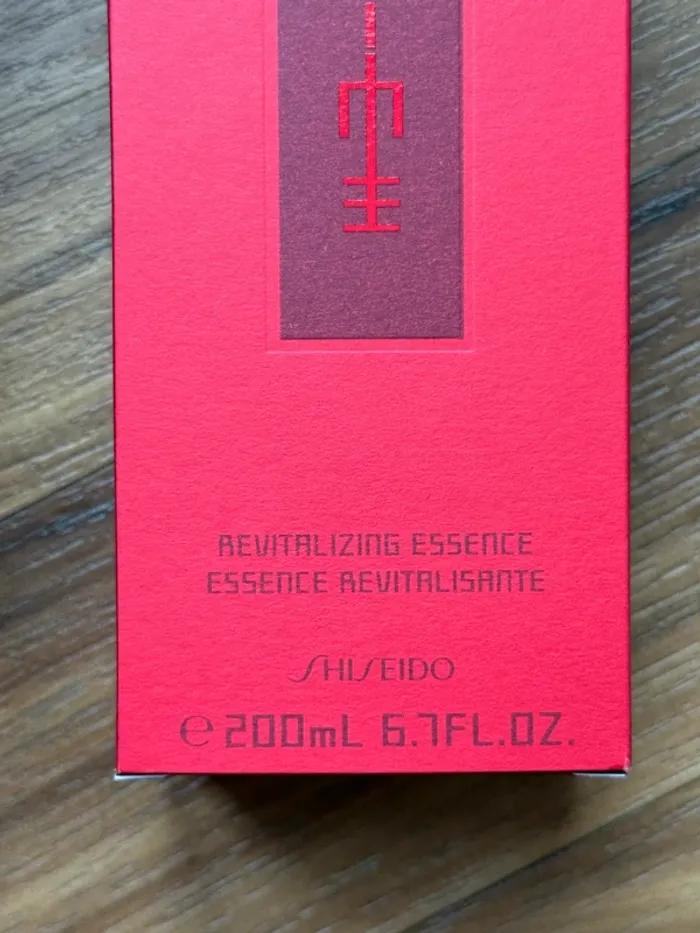 REVITALIZING ESSENCE
ESSENCE REVITALISANTE
SHISEIDO
℮ 200mL 6.7FL.OZ.